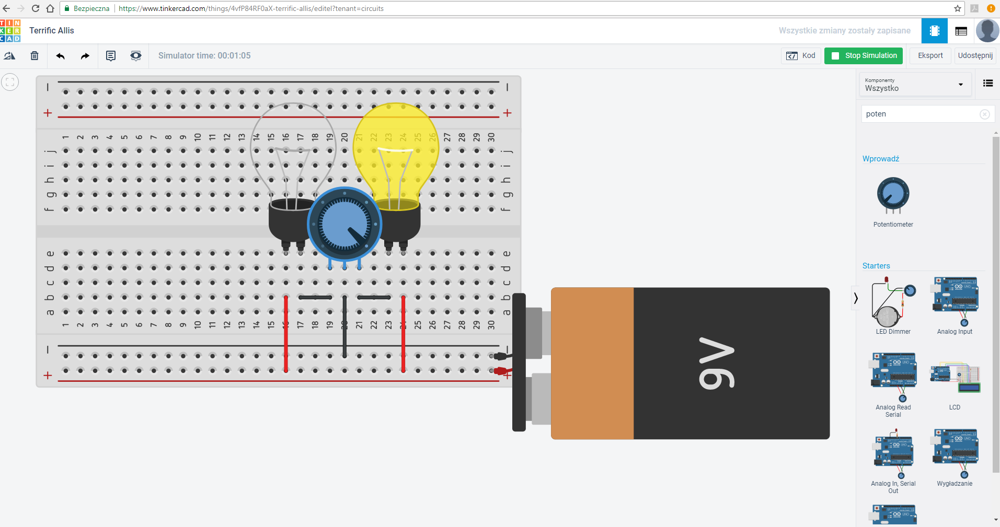 Bezpieczna https://www.tinkercad.com/things/4vfP84RF0aX-terrific-allis/editel?tenant=circuits
TIN
KER
CAD
Terrific Allis
Wszystkie zmiany zostały zapisane
Simulator time: 00:01:05
Kod
Stop Simulation
Eksport
Udostępnij
Komponenty
Wszystko
poten
Wprowadź
Potentiometer
Starters
LED Dimmer
Analog Input
Analog Read
Serial
LCD
Analog In, Serial
Out
Wygładzanie
1 2 3 4 5 6 7 8 9 10 11 12 13 14 15 16 17 18 19 20 21 22 23 24 25 26 27 28 29 30
j j
i i
h h
g g
f f
e e
d d
c c
b b
a a
1 2 3 4 5 6 7 8 9 10 11 12 13 14 15 17 18 19 21 22 23 25 26 27 28 29 30
9V